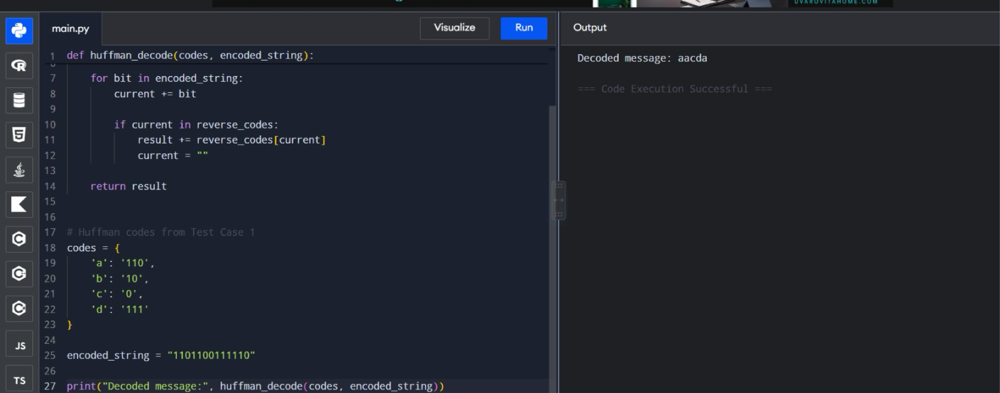 UVAROVITAHOME.COM
main.py
Visualize
Run
Output
1 def huffman_decode(codes, encoded_string):
7 for bit in encoded_string:
8 current += bit
9
10 if current in reverse_codes:
11 result += reverse_codes[current]
12 current = ""
13
14 return result
15
16
17 # Huffman codes from Test Case 1
18 codes = {
19 'a': '110',
20 'b': '10',
21 'c': '0',
22 'd': '111'
23 }
24
25 encoded_string = "1101100111110"
26
27 print("Decoded message:", huffman_decode(codes, encoded_string))
Decoded message: aacda
=== Code Execution Successful ===
JS
TS